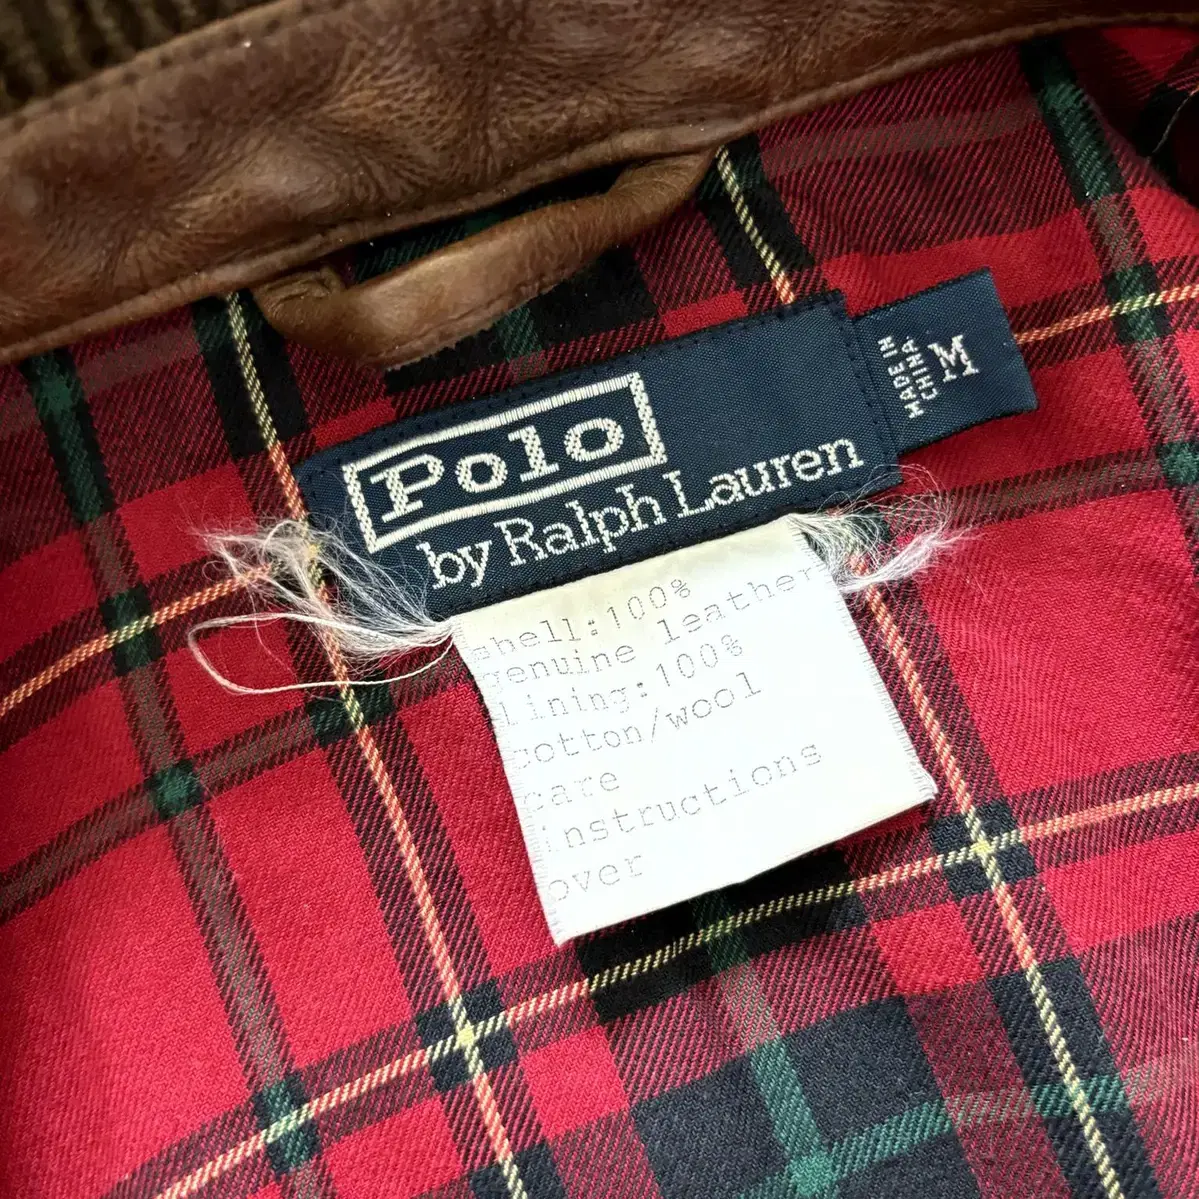 Polo
by Ralph Lauren
MADE IN
CHINA
M
shell:100%
genuine leather
lining:100%
cotton/wool
care
instructions
over